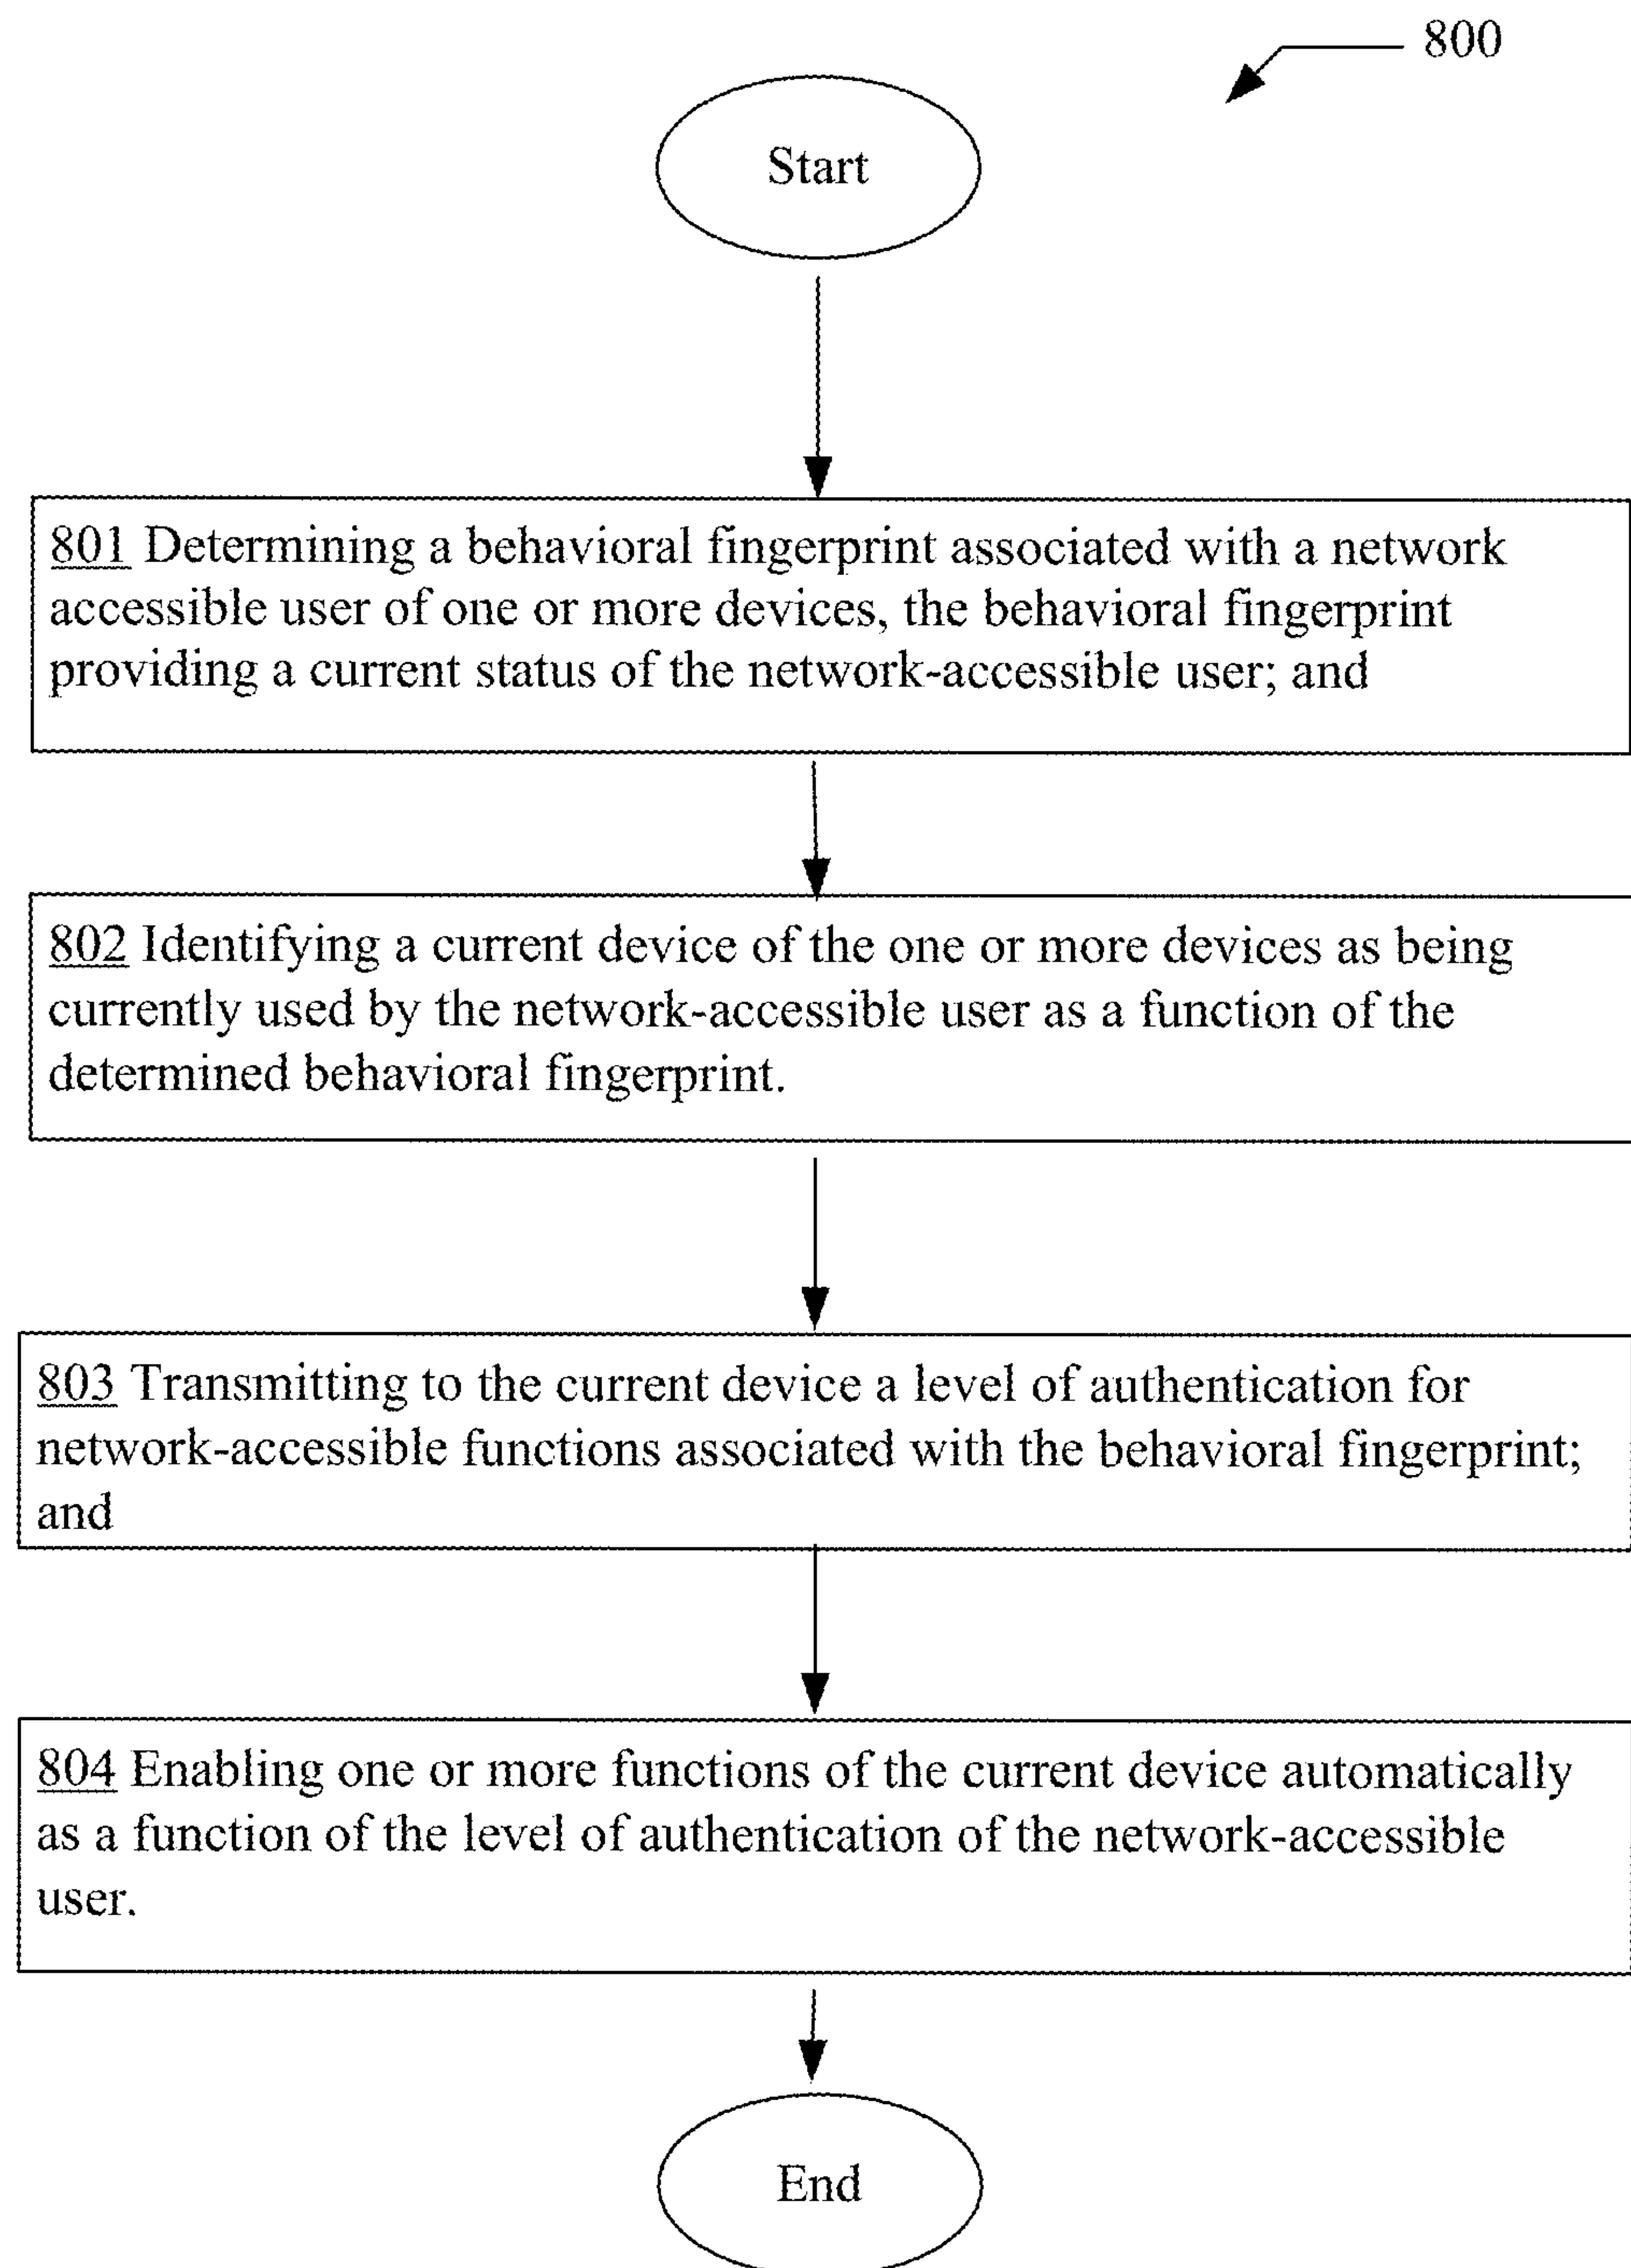 800
Start
801 Determining a behavioral fingerprint associated with a network
accessible user of one or more devices, the behavioral fingerprint
providing a current status of the network-accessible user; and
802 Identifying a current device of the one or more devices as being
currently used by the network-accessible user as a function of the
determined behavioral fingerprint.
803 Transmitting to the current device a level of authentication for
network-accessible functions associated with the behavioral fingerprint;
and
804 Enabling one or more functions of the current device automatically
as a function of the level of authentication of the network-accessible
user.
End